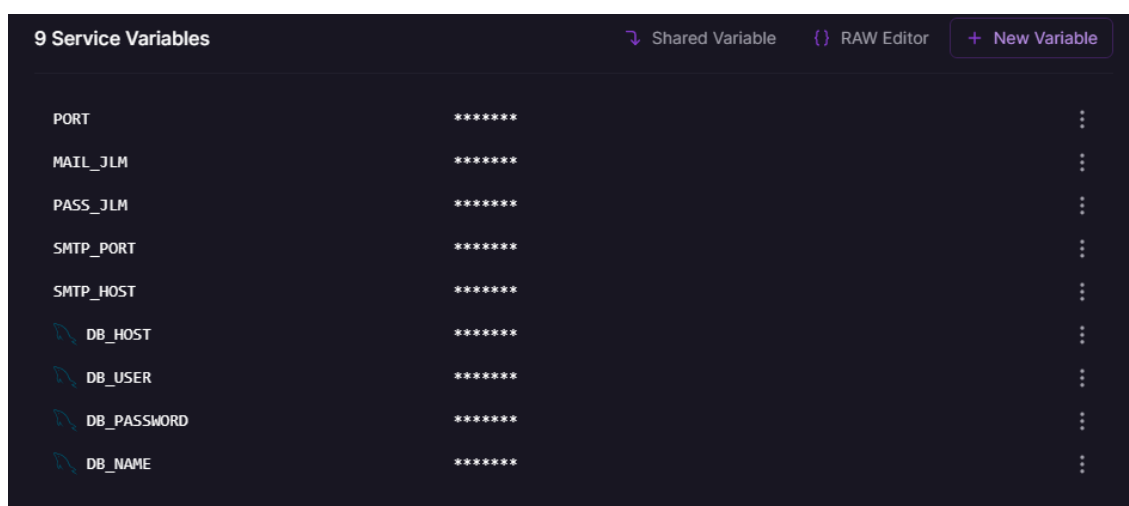 9 Service Variables Shared Variable {} RAW Editor + New Variable
PORT *******
MAIL_JLM *******
PASS_JLM *******
SMTP_PORT *******
SMTP_HOST *******
DB_HOST *******
DB_USER *******
DB_PASSWORD *******
DB_NAME *******